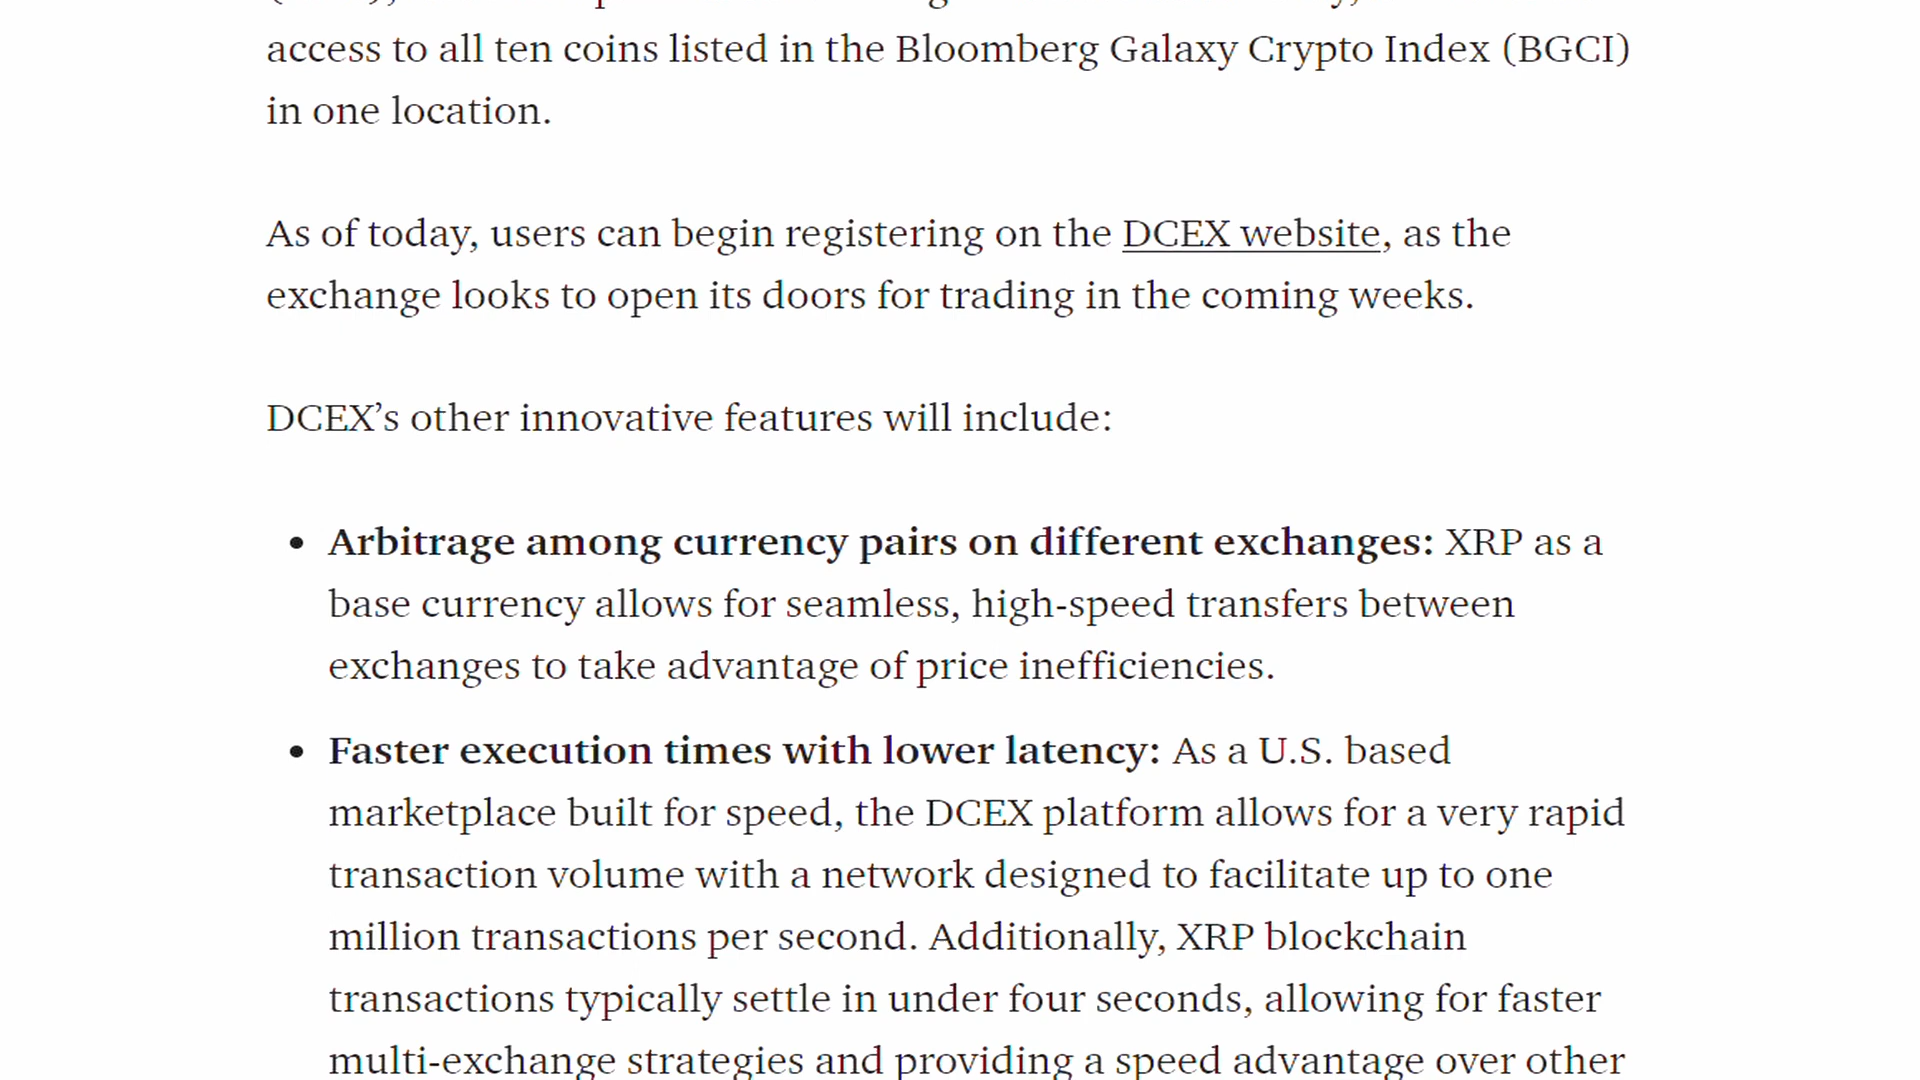 access to all ten coins listed in the Bloomberg Galaxy Crypto Index (BGCI)
in one location.
As of today, users can begin registering on the DCEX website, as the
exchange looks to open its doors for trading in the coming weeks.
DCEX’s other innovative features will include:
• Arbitrage among currency pairs on different exchanges: XRP as a
base currency allows for seamless, high-speed transfers between
exchanges to take advantage of price inefficiencies.
• Faster execution times with lower latency: As a U.S. based
marketplace built for speed, the DCEX platform allows for a very rapid
transaction volume with a network designed to facilitate up to one
million transactions per second. Additionally, XRP blockchain
transactions typically settle in under four seconds, allowing for faster
multi-exchange strategies and providing a speed advantage over other